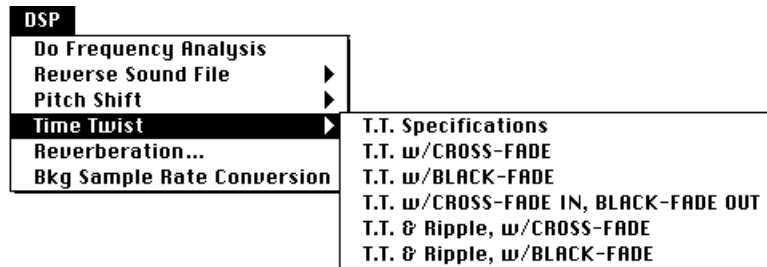 DSP
Do Frequency Analysis
Reverse Sound File
Pitch Shift
Time Twist
Reverberation...
Bkg Sample Rate Conversion
T.T. Specifications
T.T. w/CROSS-FADE
T.T. w/BLACK-FADE
T.T. w/CROSS-FADE IN, BLACK-FADE OUT
T.T. & Ripple, w/CROSS-FADE
T.T. & Ripple, w/BLACK-FADE